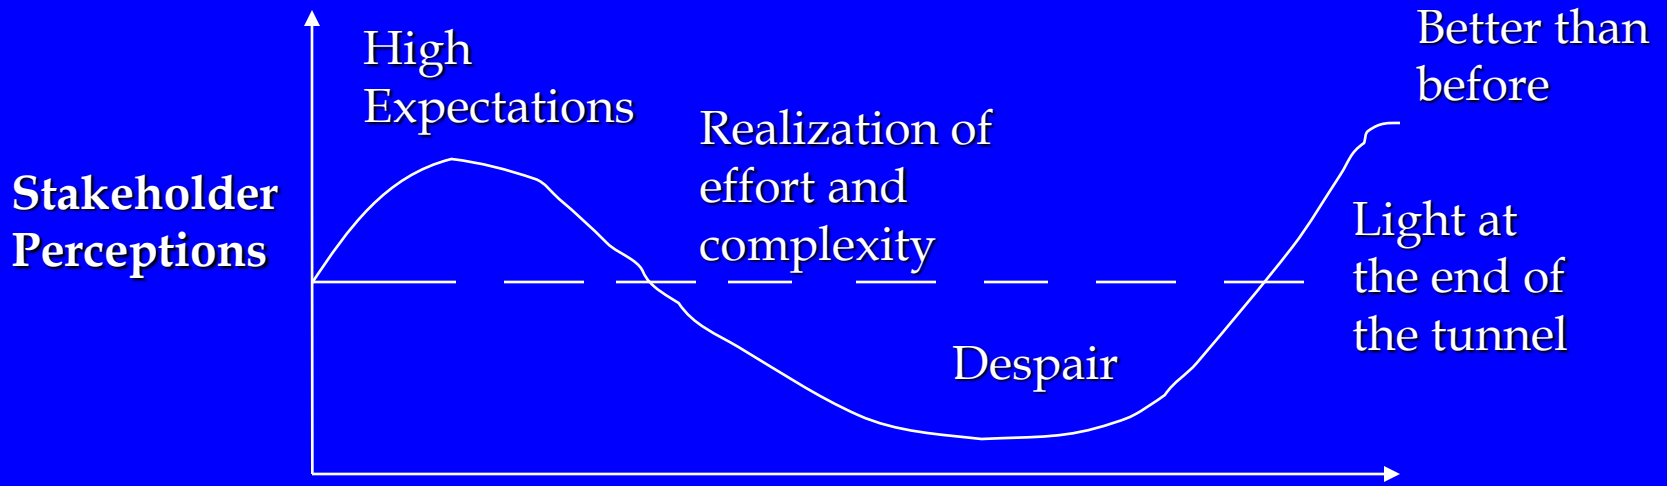 Stakeholder
Perceptions
High
Expectations
Realization of
effort and
complexity
Despair
Light at
the end of
the tunnel
Better than
before